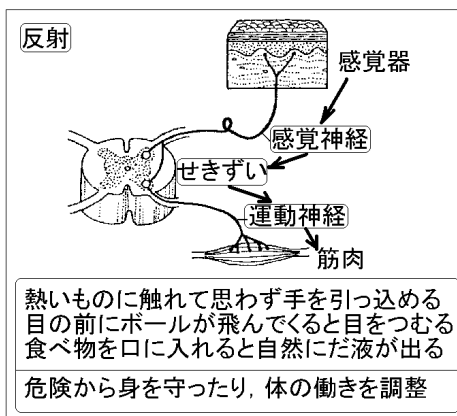 反射
感覚器
感覚神経
せきずい
運動神経
筋肉
熱いものに触れて思わず手を引っ込める
目の前にボールが飛んでくると目をつむる
食べ物を口に入れると自然にだ液が出る
危険から身を守ったり，体の働きを調整